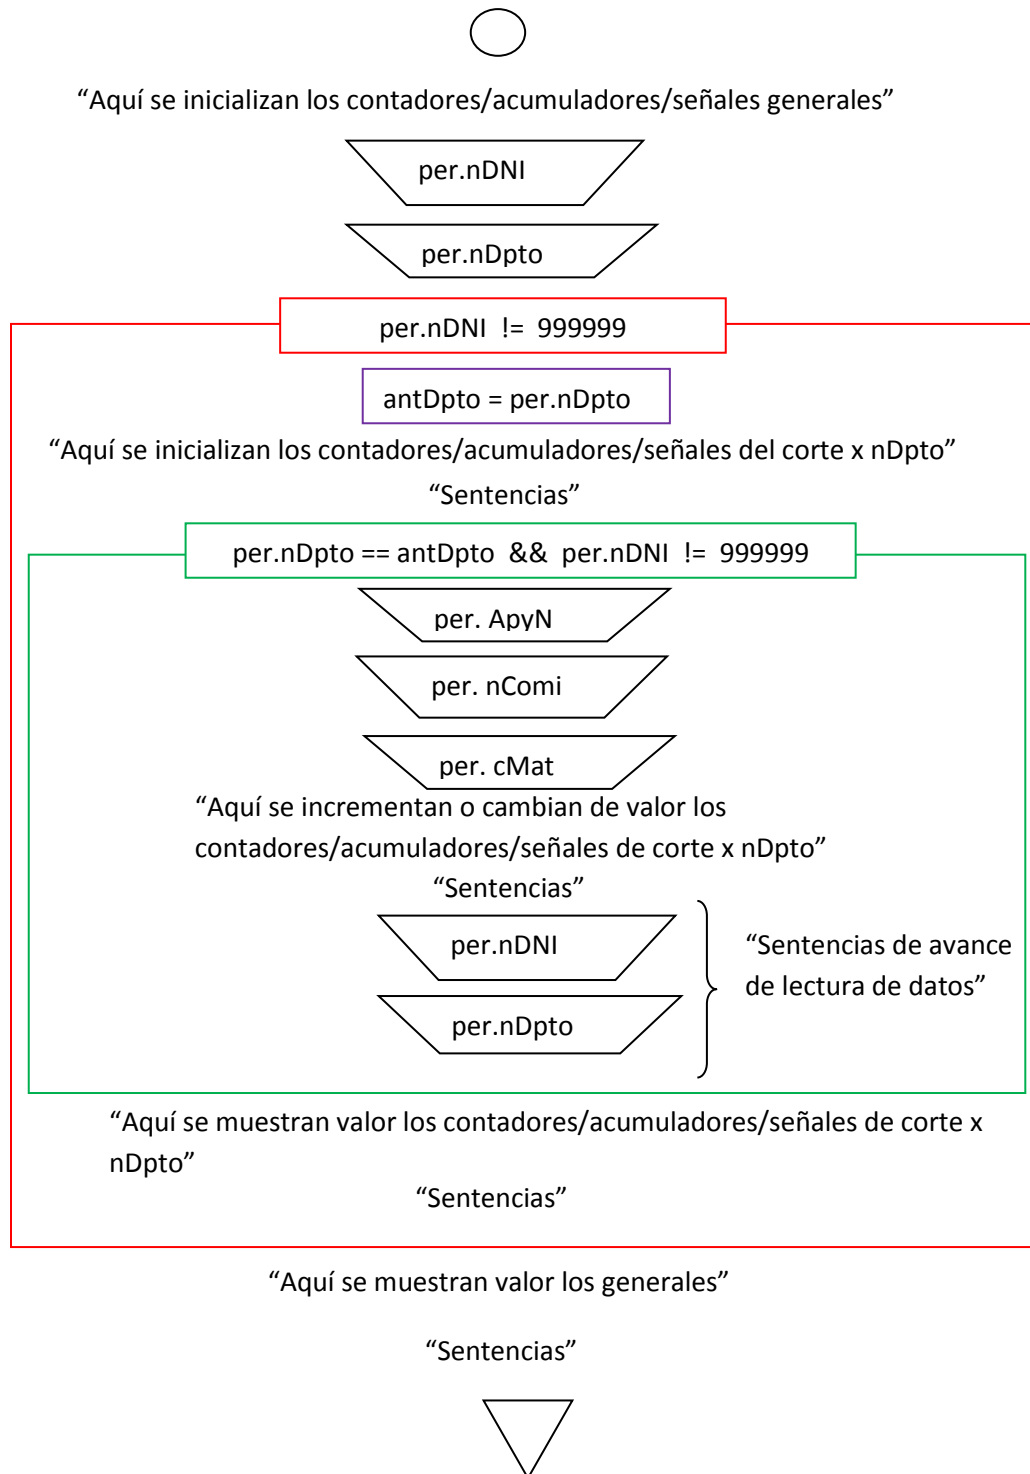 “Aquí se inicializan los contadores/acumuladores/señales generales”
per.nDNI
per.nDpto
per.nDNI != 999999
antDpto = per.nDpto
“Aquí se inicializan los contadores/acumuladores/señales del corte x nDpto”
“Sentencias”
per.nDpto == antDpto && per.nDNI != 999999
per. ApyN
per. nComi
per. cMat
“Aquí se incrementan o cambian de valor los
contadores/acumuladores/señales de corte x nDpto”
“Sentencias”
per.nDNI
per.nDpto
“Sentencias de avance
de lectura de datos”
“Aquí se muestran valor los contadores/acumuladores/señales de corte x
nDpto”
“Sentencias”
“Aquí se muestran valor los generales”
“Sentencias”